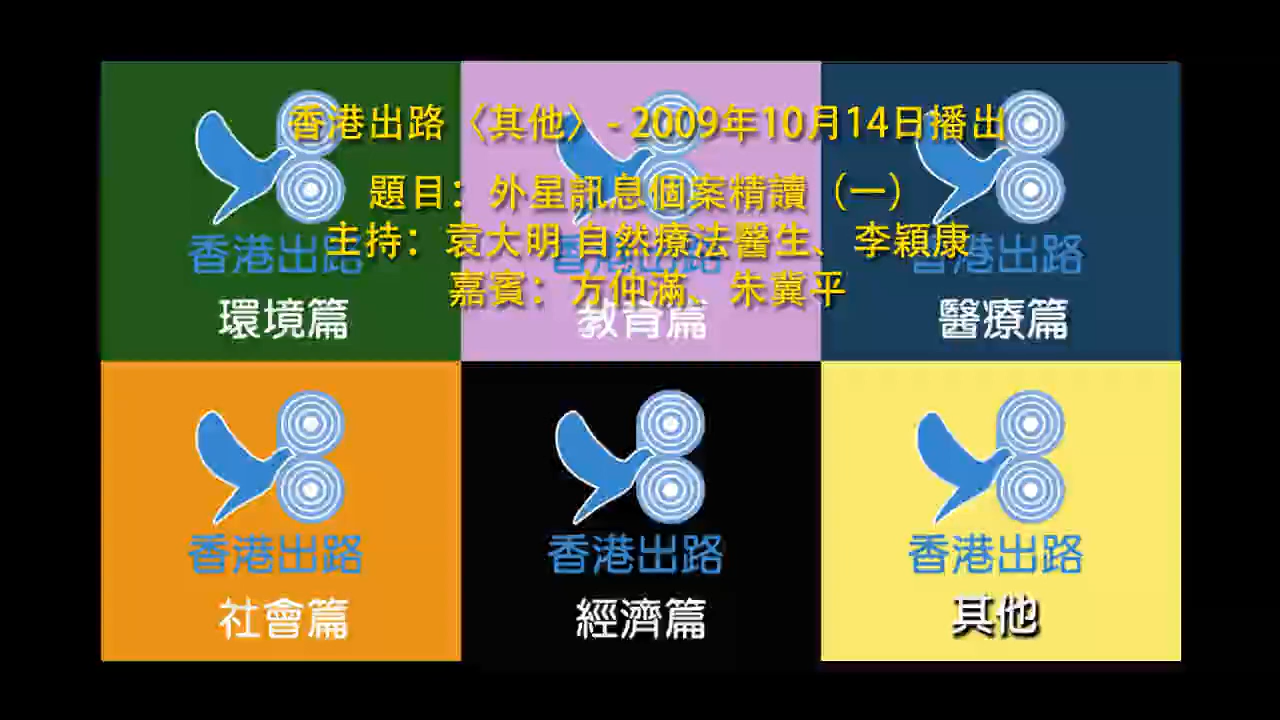 香港出路〈其他〉- 2009年10月14日播出
題目：外星訊息個案精讀（一）
主持：袁大明 自然療法醫生、李穎康
嘉賓：方仲滿、朱冀平
香港出路
香港出路
香港出路
環境篇
教育篇
醫療篇
香港出路
香港出路
香港出路
社會篇
經濟篇
其他